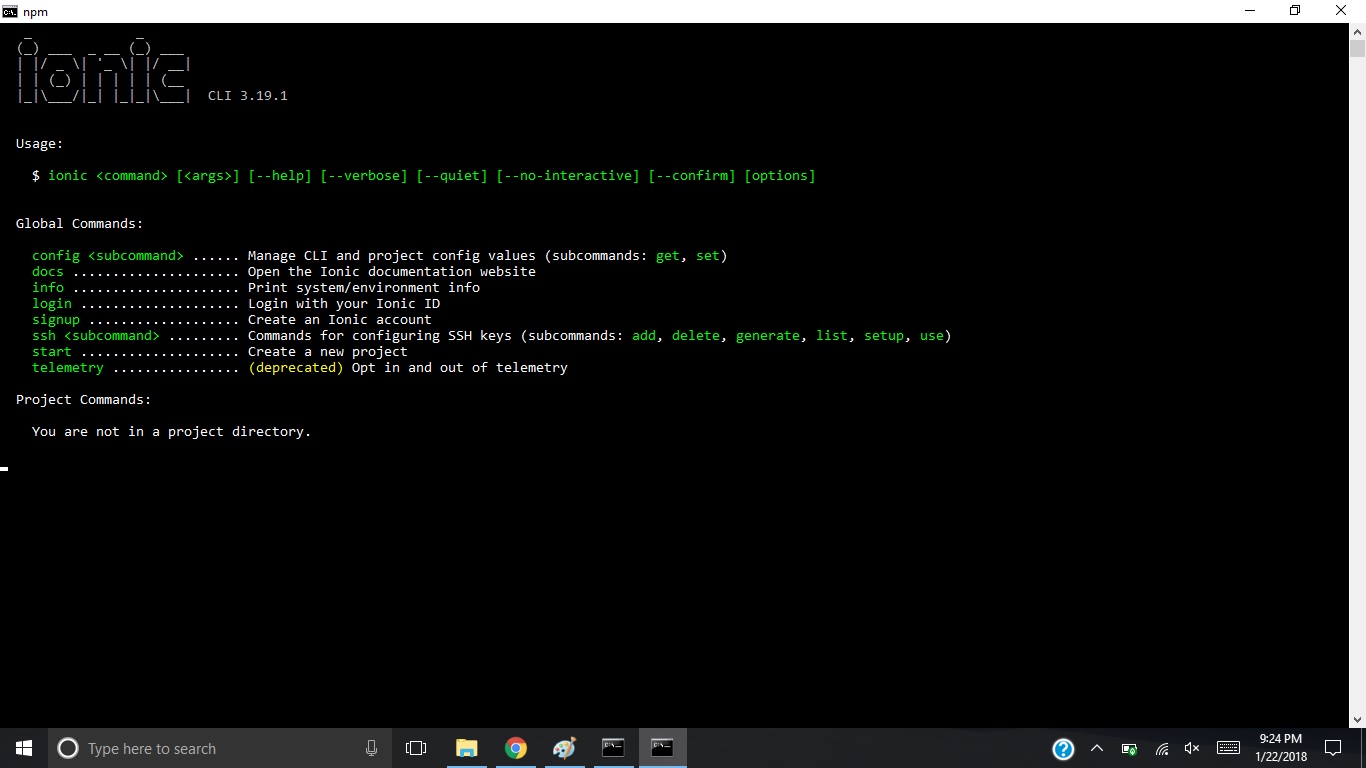 npm
ionic CLI 3.19.1
Usage:
$ ionic <command> [<args>] [--help] [--verbose] [--quiet] [--no-interactive] [--confirm] [options]
Global Commands:
config <subcommand> ...... Manage CLI and project config values (subcommands: get, set)
docs ..................... Open the Ionic documentation website
info ..................... Print system/environment info
login .................... Login with your Ionic ID
signup ................... Create an Ionic account
ssh <subcommand> ......... Commands for configuring SSH keys (subcommands: add, delete, generate, list, setup, use)
start .................... Create a new project
telemetry ................ (deprecated) Opt in and out of telemetry
Project Commands:
You are not in a project directory.
Type here to search
9:24 PM
1/22/2018